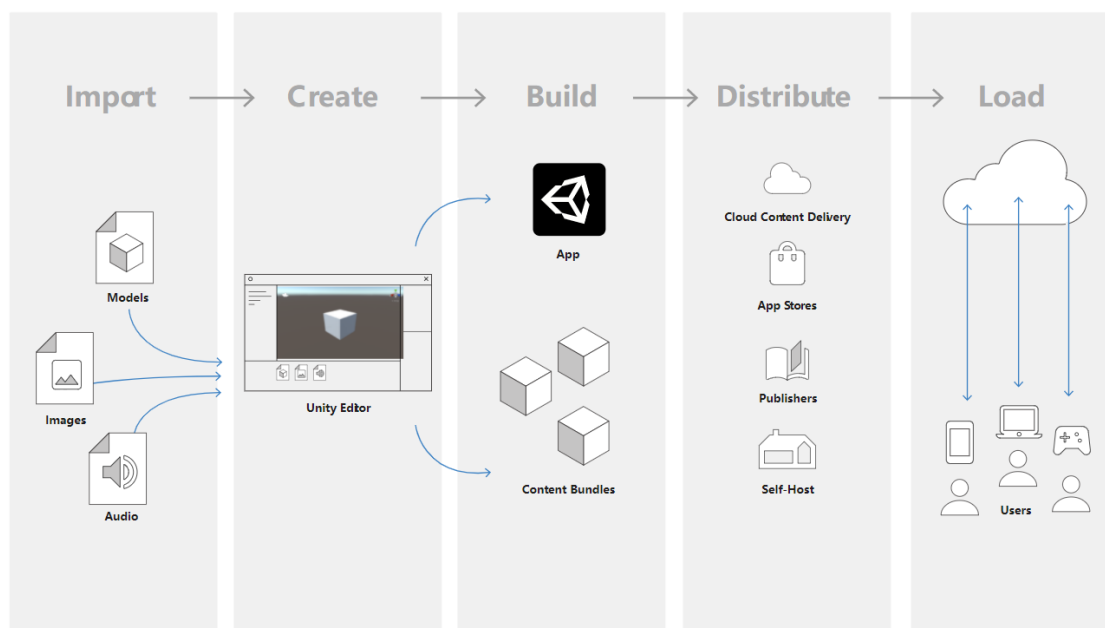 Import
Create
Build
Distribute
Load
Models
Images
Audio
Unity Editor
App
Content Bundles
Cloud Content Delivery
App Stores
Publishers
Self-Host
Users